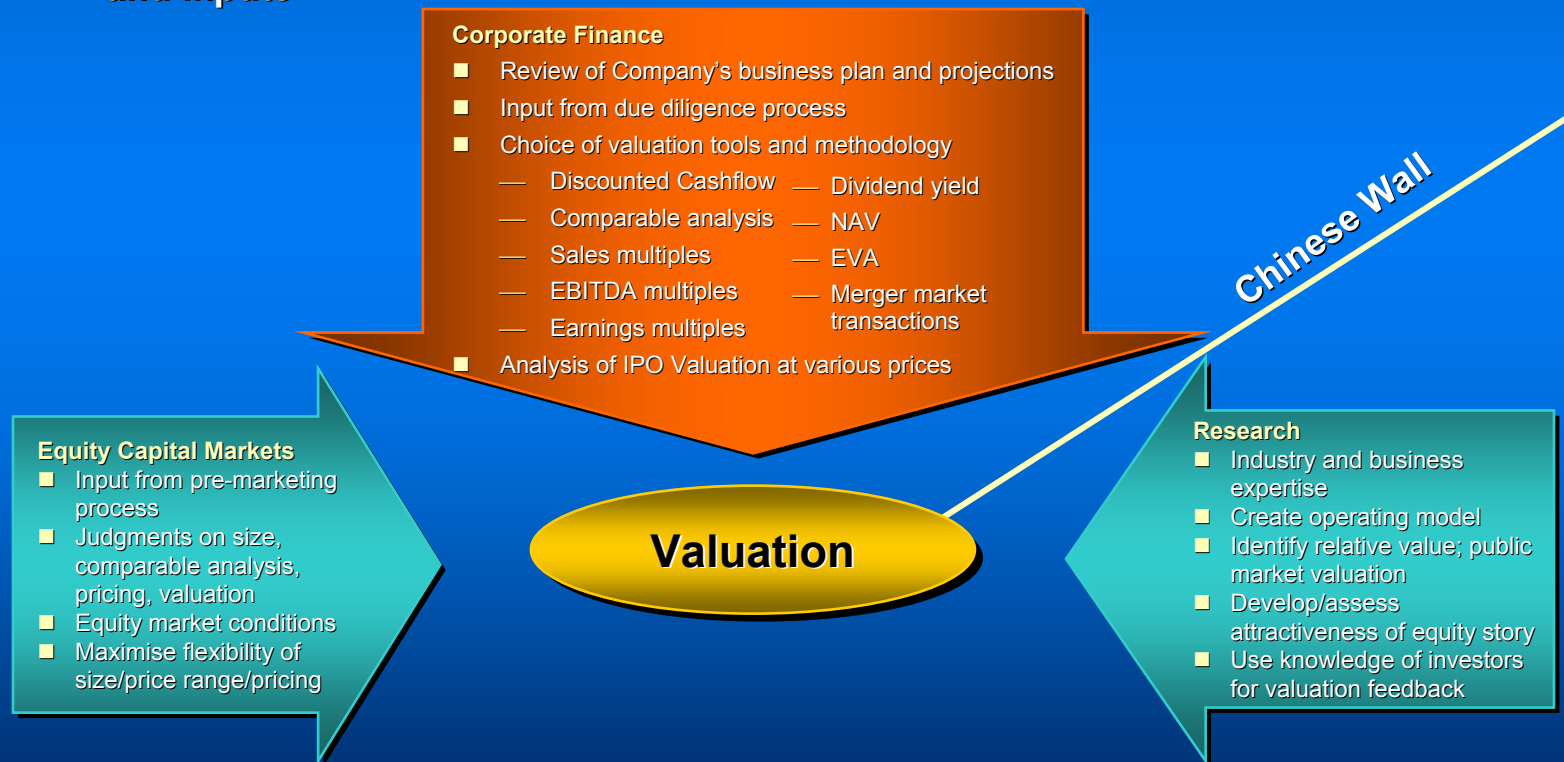 Corporate Finance
Review of Company's business plan and projections
Input from due diligence process
Choice of valuation tools and methodology
— Discounted Cashflow
— Comparable analysis
— Sales multiples
— EBITDA multiples
— Earnings multiples
— Dividend yield
— NAV
— EVA
— Merger market
transactions
Analysis of IPO Valuation at various prices
Chinese Wall
Equity Capital Markets
Input from pre-marketing
process
Judgments on size,
comparable analysis,
pricing, valuation
Equity market conditions
Maximise flexibility of
size/price range/pricing
Valuation
Research
Industry and business
expertise
Create operating model
Identify relative value; public
market valuation
Develop/assess
attractiveness of equity story
Use knowledge of investors
for valuation feedback